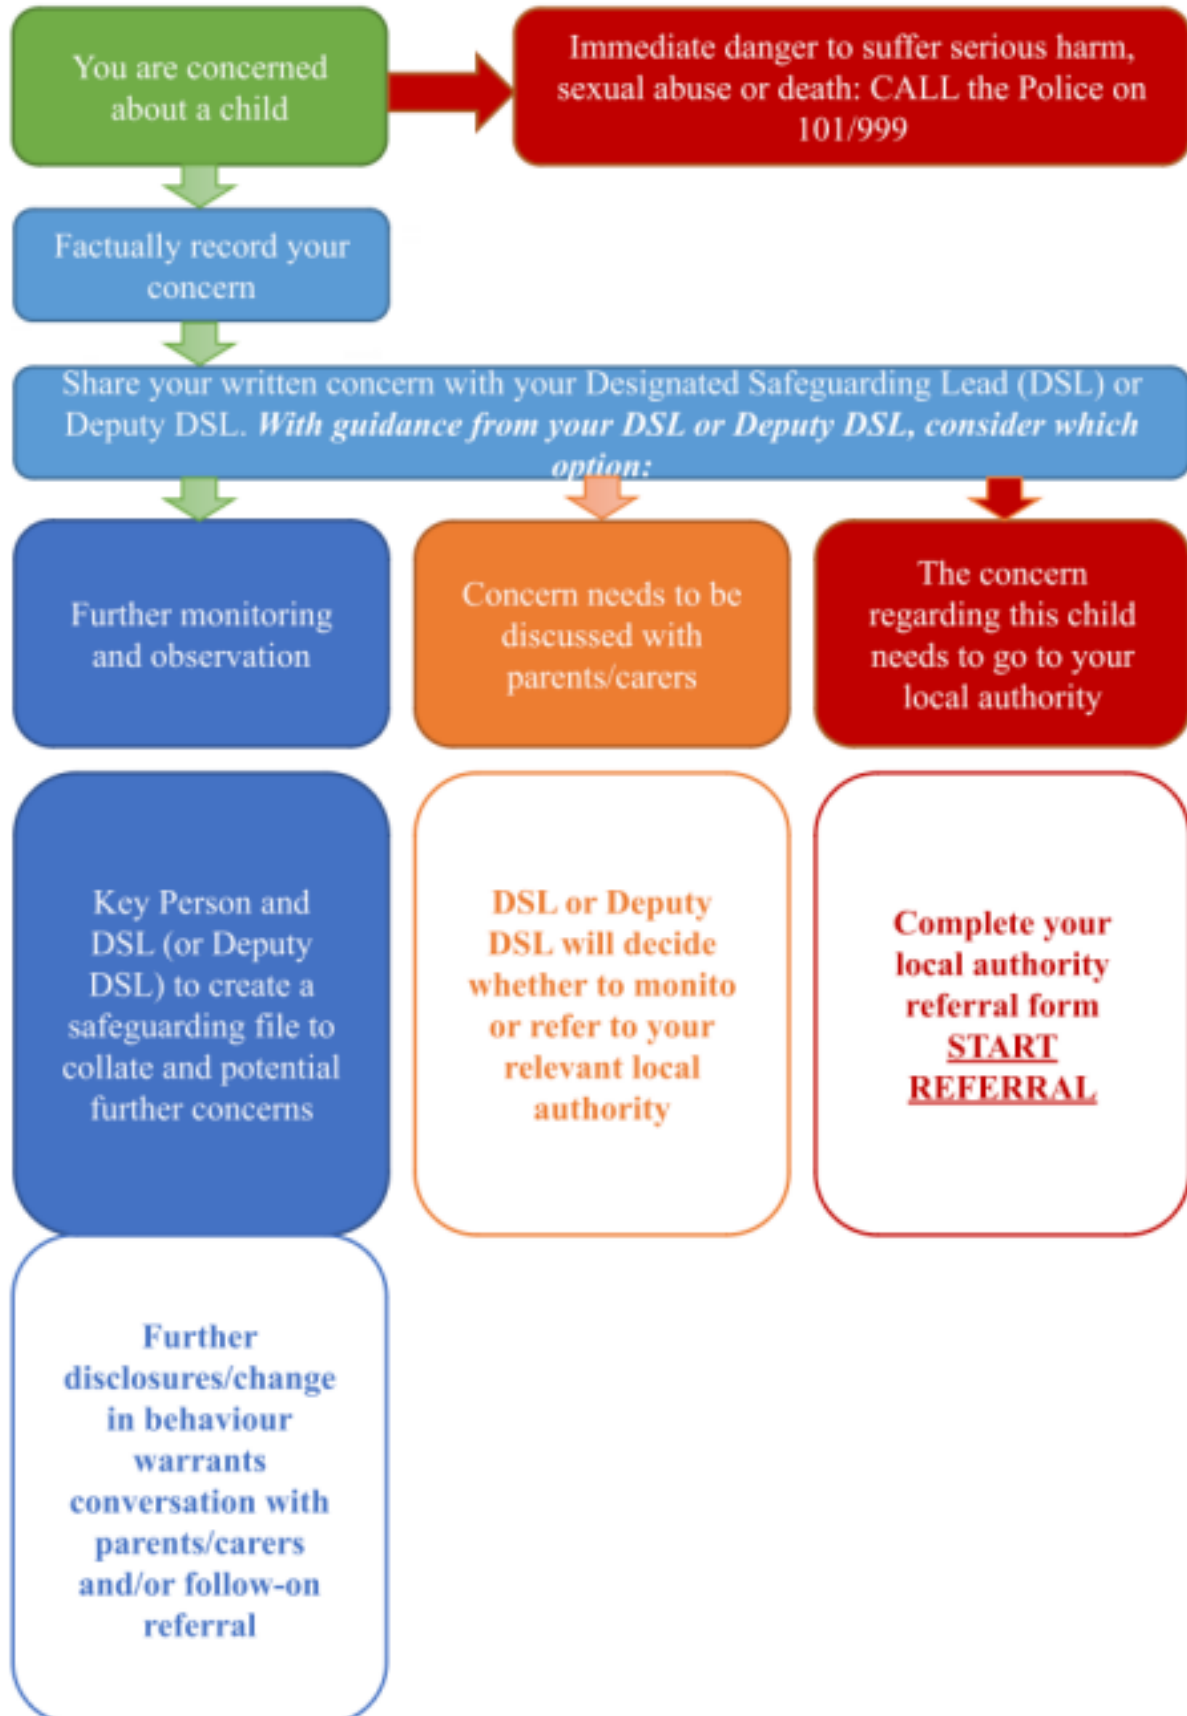 You are concerned
about a child
Immediate danger to suffer serious harm,
sexual abuse or death: CALL the Police on
101/999
Factually record your
concern
Share your written concern with your Designated Safeguarding Lead (DSL) or
Deputy DSL. With guidance from your DSL or Deputy DSL, consider which
option:
Further monitoring
and observation
Concern needs to be
discussed with
parents/carers
The concern
regarding this child
needs to go to your
local authority
Key Person and
DSL (or Deputy
DSL) to create a
safeguarding file to
collate and potential
further concerns
DSL or Deputy
DSL will decide
whether to monito
or refer to your
relevant local
authority
Complete your
local authority
referral form
START
REFERRAL
Further
disclosures/change
in behaviour
warrants
conversation with
parents/carers
and/or follow-on
referral